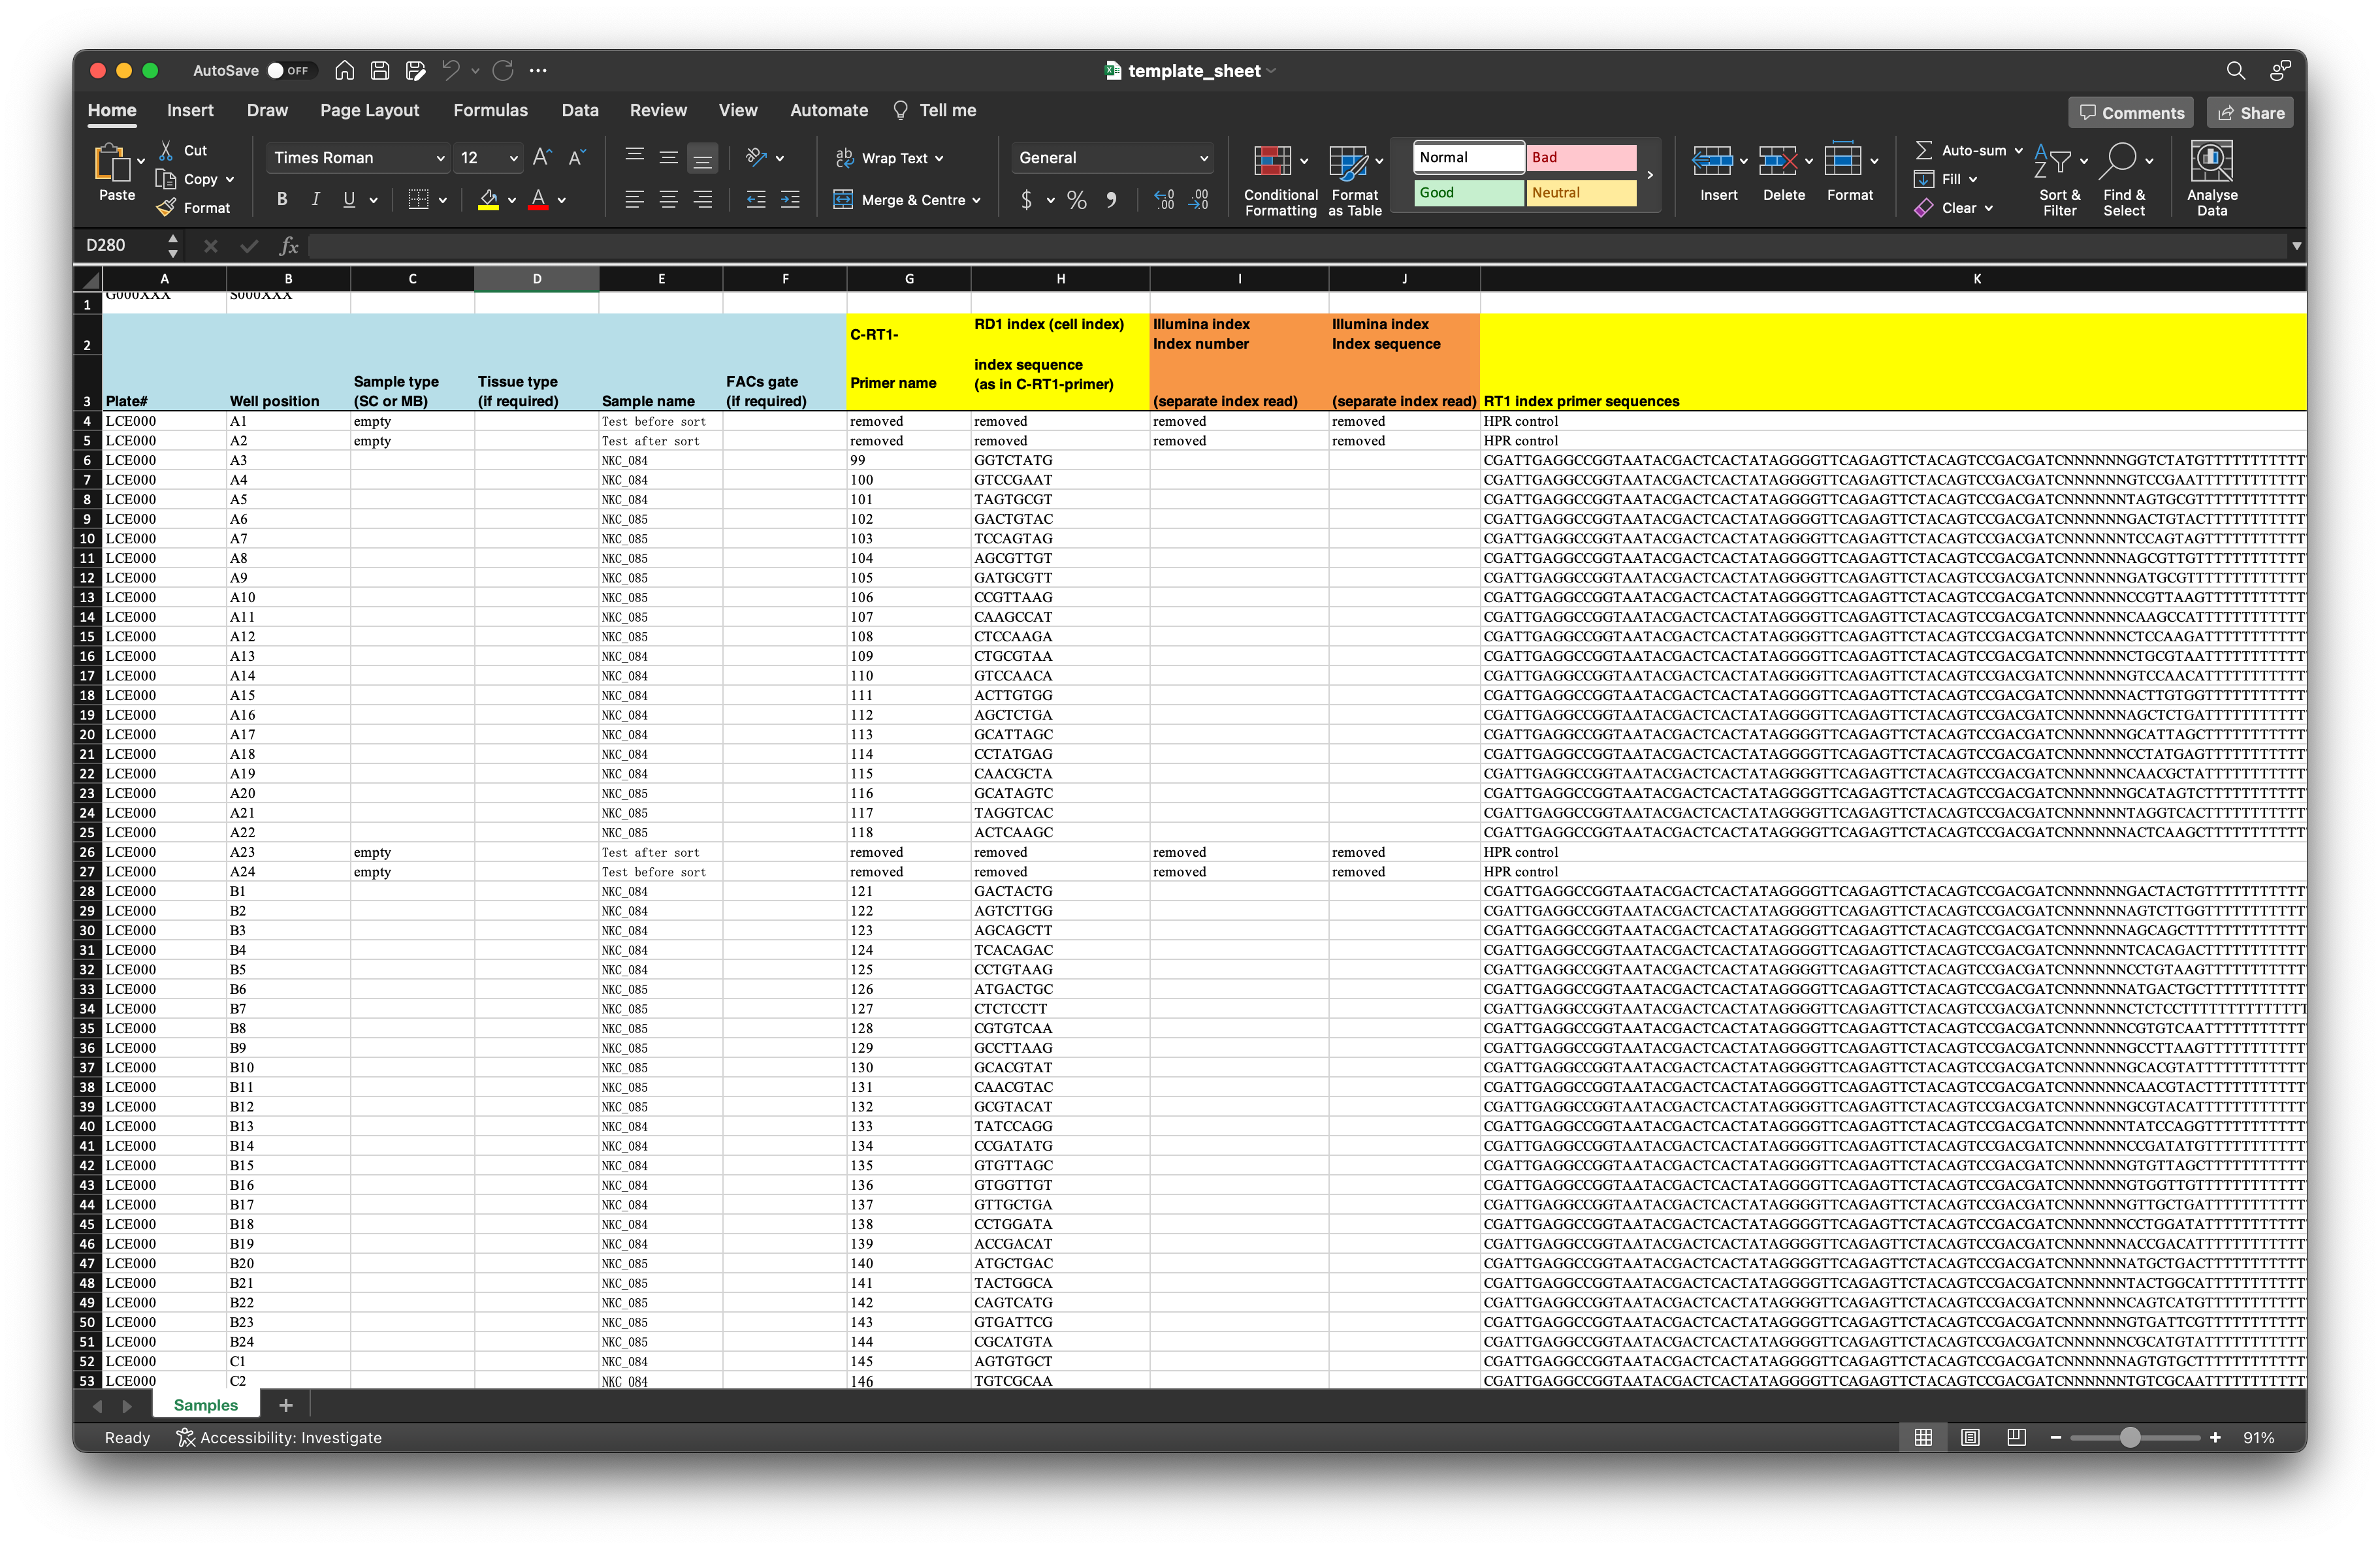 AutoSave OFF template_sheet
Home Insert Draw Page Layout Formulas Data Review View Automate Tell me Comments Share
Paste Cut Copy Format
Times Roman 12
B I U
Wrap Text
Merge & Centre
General
Conditional Formatting
Format as Table
Normal Bad
Good Neutral
Insert Delete Format
Auto-sum
Fill
Clear
Sort & Filter
Find & Select
Analyse Data
D280 fx
A B C D E F G H I J K
1 G000XXX S000XXX
2 C-RT1- RD1 index (cell index) Illumina index Index number Illumina index Index sequence
3 Plate# Well position Sample type (SC or MB) Tissue type (if required) Sample name FACs gate (if required) Primer name index sequence (as in C-RT1-primer) (separate index read) (separate index read) RT1 index primer sequences
4 LCE000 A1 empty Test before sort removed removed removed removed HPR control
5 LCE000 A2 empty Test after sort removed removed removed removed HPR control
6 LCE000 A3 NKC_084 99 GGTCTATG CGATTGAGGCCGGTAATACGACTCACTATAGGGGTTCAGAGTTCTACAGTCCGACGATCNNNNNNGGTCTATGTTTTTTTTTTT
7 LCE000 A4 NKC_084 100 GTCCGAAT CGATTGAGGCCGGTAATACGACTCACTATAGGGGTTCAGAGTTCTACAGTCCGACGATCNNNNNNGTCCGAATTTTTTTTTTTT
8 LCE000 A5 NKC_084 101 TAGTGCGT CGATTGAGGCCGGTAATACGACTCACTATAGGGGTTCAGAGTTCTACAGTCCGACGATCNNNNNNTAGTGCGTTTTTTTTTTTT
9 LCE000 A6 NKC_085 102 GACTGTAC CGATTGAGGCCGGTAATACGACTCACTATAGGGGTTCAGAGTTCTACAGTCCGACGATCNNNNNNGACTGTACTTTTTTTTTTT
10 LCE000 A7 NKC_085 103 TCCAGTAG CGATTGAGGCCGGTAATACGACTCACTATAGGGGTTCAGAGTTCTACAGTCCGACGATCNNNNNNTCCAGTAGTTTTTTTTTTT
11 LCE000 A8 NKC_085 104 AGCGTTGT CGATTGAGGCCGGTAATACGACTCACTATAGGGGTTCAGAGTTCTACAGTCCGACGATCNNNNNNAGCGTTGTTTTTTTTTTTT
12 LCE000 A9 NKC_085 105 GATGCGTT CGATTGAGGCCGGTAATACGACTCACTATAGGGGTTCAGAGTTCTACAGTCCGACGATCNNNNNNGATGCGTTTTTTTTTTTTT
13 LCE000 A10 NKC_085 106 CCGTTAAG CGATTGAGGCCGGTAATACGACTCACTATAGGGGTTCAGAGTTCTACAGTCCGACGATCNNNNNNCCGTTAAGTTTTTTTTTTT
14 LCE000 A11 NKC_085 107 CAAGCCAT CGATTGAGGCCGGTAATACGACTCACTATAGGGGTTCAGAGTTCTACAGTCCGACGATCNNNNNNCAAGCCATTTTTTTTTTTT
15 LCE000 A12 NKC_085 108 CTCCAAGA CGATTGAGGCCGGTAATACGACTCACTATAGGGGTTCAGAGTTCTACAGTCCGACGATCNNNNNNCTCCAAGATTTTTTTTTTT
16 LCE000 A13 NKC_084 109 CTGCGTAA CGATTGAGGCCGGTAATACGACTCACTATAGGGGTTCAGAGTTCTACAGTCCGACGATCNNNNNNCTGCGTAATTTTTTTTTTT
17 LCE000 A14 NKC_084 110 GTCCAACA CGATTGAGGCCGGTAATACGACTCACTATAGGGGTTCAGAGTTCTACAGTCCGACGATCNNNNNNGTCCAACATTTTTTTTTTT
18 LCE000 A15 NKC_084 111 ACTTGTGG CGATTGAGGCCGGTAATACGACTCACTATAGGGGTTCAGAGTTCTACAGTCCGACGATCNNNNNNACTTGTGGTTTTTTTTTTT
19 LCE000 A16 NKC_084 112 AGCTCTGA CGATTGAGGCCGGTAATACGACTCACTATAGGGGTTCAGAGTTCTACAGTCCGACGATCNNNNNNAGCTCTGATTTTTTTTTTT
20 LCE000 A17 NKC_084 113 GCATTAGC CGATTGAGGCCGGTAATACGACTCACTATAGGGGTTCAGAGTTCTACAGTCCGACGATCNNNNNNGCATTAGCTTTTTTTTTTT
21 LCE000 A18 NKC_084 114 CCTATGAG CGATTGAGGCCGGTAATACGACTCACTATAGGGGTTCAGAGTTCTACAGTCCGACGATCNNNNNNCCTATGAGTTTTTTTTTTT
22 LCE000 A19 NKC_084 115 CAACGCTA CGATTGAGGCCGGTAATACGACTCACTATAGGGGTTCAGAGTTCTACAGTCCGACGATCNNNNNNCAACGCTATTTTTTTTTTT
23 LCE000 A20 NKC_085 116 GCATAGTC CGATTGAGGCCGGTAATACGACTCACTATAGGGGTTCAGAGTTCTACAGTCCGACGATCNNNNNNGCATAGTCTTTTTTTTTTT
24 LCE000 A21 NKC_085 117 TAGGTCAC CGATTGAGGCCGGTAATACGACTCACTATAGGGGTTCAGAGTTCTACAGTCCGACGATCNNNNNNTAGGTCACTTTTTTTTTTT
25 LCE000 A22 NKC_085 118 ACTCAAGC CGATTGAGGCCGGTAATACGACTCACTATAGGGGTTCAGAGTTCTACAGTCCGACGATCNNNNNNACTCAAGCTTTTTTTTTTT
26 LCE000 A23 empty Test after sort removed removed removed removed HPR control
27 LCE000 A24 empty Test before sort removed removed removed removed HPR control
28 LCE000 B1 NKC_084 121 GACTACTG CGATTGAGGCCGGTAATACGACTCACTATAGGGGTTCAGAGTTCTACAGTCCGACGATCNNNNNNGACTACTGTTTTTTTTTTT
29 LCE000 B2 NKC_084 122 AGTCTTGG CGATTGAGGCCGGTAATACGACTCACTATAGGGGTTCAGAGTTCTACAGTCCGACGATCNNNNNNAGTCTTGGTTTTTTTTTTT
30 LCE000 B3 NKC_084 123 AGCAGCTT CGATTGAGGCCGGTAATACGACTCACTATAGGGGTTCAGAGTTCTACAGTCCGACGATCNNNNNNAGCAGCTTTTTTTTTTTTT
31 LCE000 B4 NKC_084 124 TCACAGAC CGATTGAGGCCGGTAATACGACTCACTATAGGGGTTCAGAGTTCTACAGTCCGACGATCNNNNNNTCACAGACTTTTTTTTTTT
32 LCE000 B5 NKC_084 125 CCTGTAAG CGATTGAGGCCGGTAATACGACTCACTATAGGGGTTCAGAGTTCTACAGTCCGACGATCNNNNNNCCTGTAAGTTTTTTTTTTT
33 LCE000 B6 NKC_085 126 ATGACTGC CGATTGAGGCCGGTAATACGACTCACTATAGGGGTTCAGAGTTCTACAGTCCGACGATCNNNNNNATGACTGCTTTTTTTTTTT
34 LCE000 B7 NKC_085 127 CTCTCCTT CGATTGAGGCCGGTAATACGACTCACTATAGGGGTTCAGAGTTCTACAGTCCGACGATCNNNNNNCTCTCCTTTTTTTTTTTTTT
35 LCE000 B8 NKC_085 128 CGTGTCAA CGATTGAGGCCGGTAATACGACTCACTATAGGGGTTCAGAGTTCTACAGTCCGACGATCNNNNNNCGTGTCAATTTTTTTTTTT
36 LCE000 B9 NKC_085 129 GCCTTAAG CGATTGAGGCCGGTAATACGACTCACTATAGGGGTTCAGAGTTCTACAGTCCGACGATCNNNNNNGCCTTAAGTTTTTTTTTTT
37 LCE000 B10 NKC_085 130 GCACGTAT CGATTGAGGCCGGTAATACGACTCACTATAGGGGTTCAGAGTTCTACAGTCCGACGATCNNNNNNGCACGTATTTTTTTTTTTT
38 LCE000 B11 NKC_085 131 CAACGTAC CGATTGAGGCCGGTAATACGACTCACTATAGGGGTTCAGAGTTCTACAGTCCGACGATCNNNNNNCAACGTACTTTTTTTTTTT
39 LCE000 B12 NKC_085 132 GCGTACAT CGATTGAGGCCGGTAATACGACTCACTATAGGGGTTCAGAGTTCTACAGTCCGACGATCNNNNNNGCGTACATTTTTTTTTTTT
40 LCE000 B13 NKC_084 133 TATCCAGG CGATTGAGGCCGGTAATACGACTCACTATAGGGGTTCAGAGTTCTACAGTCCGACGATCNNNNNNTATCCAGGTTTTTTTTTTT
41 LCE000 B14 NKC_084 134 CCGATATG CGATTGAGGCCGGTAATACGACTCACTATAGGGGTTCAGAGTTCTACAGTCCGACGATCNNNNNNCCGATATGTTTTTTTTTTT
42 LCE000 B15 NKC_084 135 GTGTTAGC CGATTGAGGCCGGTAATACGACTCACTATAGGGGTTCAGAGTTCTACAGTCCGACGATCNNNNNNGTGTTAGCTTTTTTTTTTT
43 LCE000 B16 NKC_084 136 GTGGTTGT CGATTGAGGCCGGTAATACGACTCACTATAGGGGTTCAGAGTTCTACAGTCCGACGATCNNNNNNGTGGTTGTTTTTTTTTTTT
44 LCE000 B17 NKC_084 137 GTTGCTGA CGATTGAGGCCGGTAATACGACTCACTATAGGGGTTCAGAGTTCTACAGTCCGACGATCNNNNNNGTTGCTGATTTTTTTTTTT
45 LCE000 B18 NKC_084 138 CCTGGATA CGATTGAGGCCGGTAATACGACTCACTATAGGGGTTCAGAGTTCTACAGTCCGACGATCNNNNNNCCTGGATATTTTTTTTTTT
46 LCE000 B19 NKC_084 139 ACCGACAT CGATTGAGGCCGGTAATACGACTCACTATAGGGGTTCAGAGTTCTACAGTCCGACGATCNNNNNNACCGACATTTTTTTTTTTT
47 LCE000 B20 NKC_085 140 ATGCTGAC CGATTGAGGCCGGTAATACGACTCACTATAGGGGTTCAGAGTTCTACAGTCCGACGATCNNNNNNATGCTGACTTTTTTTTTTT
48 LCE000 B21 NKC_085 141 TACTGGCA CGATTGAGGCCGGTAATACGACTCACTATAGGGGTTCAGAGTTCTACAGTCCGACGATCNNNNNNTACTGGCATTTTTTTTTTT
49 LCE000 B22 NKC_085 142 CAGTCATG CGATTGAGGCCGGTAATACGACTCACTATAGGGGTTCAGAGTTCTACAGTCCGACGATCNNNNNNCAGTCATGTTTTTTTTTTT
50 LCE000 B23 NKC_085 143 GTGATTCG CGATTGAGGCCGGTAATACGACTCACTATAGGGGTTCAGAGTTCTACAGTCCGACGATCNNNNNNGTGATTCGTTTTTTTTTTT
51 LCE000 B24 NKC_085 144 CGCATGTA CGATTGAGGCCGGTAATACGACTCACTATAGGGGTTCAGAGTTCTACAGTCCGACGATCNNNNNNCGCATGTATTTTTTTTTTT
52 LCE000 C1 NKC_084 145 AGTGTGCT CGATTGAGGCCGGTAATACGACTCACTATAGGGGTTCAGAGTTCTACAGTCCGACGATCNNNNNNAGTGTGCTTTTTTTTTTTT
53 LCE000 C2 NKC_084 146 TGTCGCAA CGATTGAGGCCGGTAATACGACTCACTATAGGGGTTCAGAGTTCTACAGTCCGACGATCNNNNNNTGTCGCAATTTTTTTTTTT
Samples
Ready Accessibility: Investigate 91%